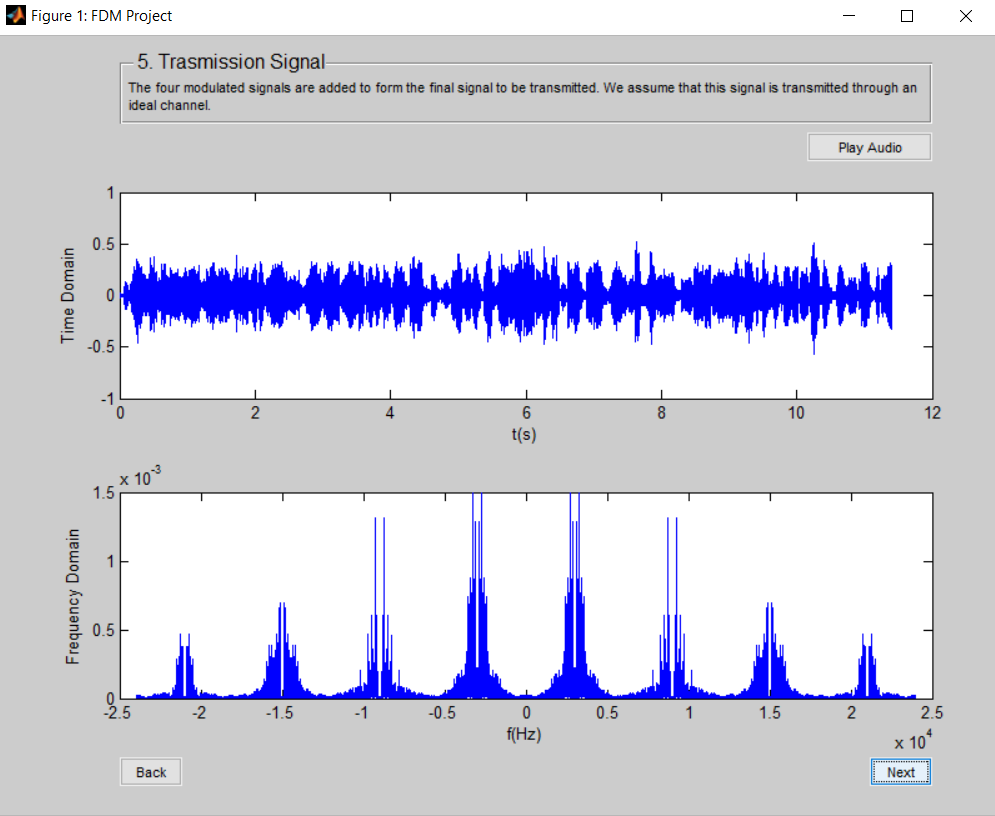 Figure 1: FDM Project
5. Trasmission Signal
The four modulated signals are added to form the final signal to be transmitted. We assume that this signal is transmitted through an
ideal channel.
Play Audio
1
0.5
0
-0.5
-1
Time Domain
0 2 4 6 8 10 12
t(s)
x 10^-3
1.5
1
0.5
0
Frequency Domain
-2.5 -2 -1.5 -1 -0.5 0 0.5 1 1.5 2 2.5
f(Hz)
x 10^4
Back
Next